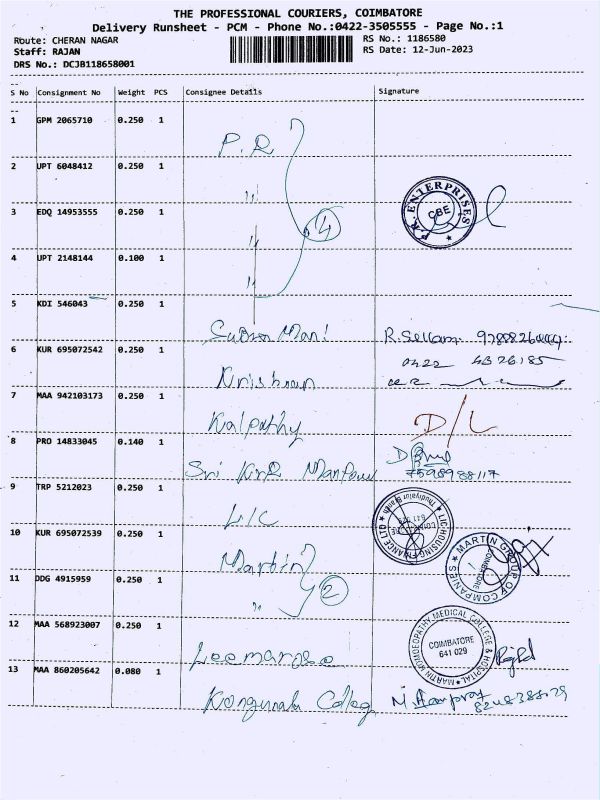 THE PROFESSIONAL COURIERS, COIMBATORE
Delivery Runsheet - PCM - Phone No.:0422-3505555 - Page No.:1
Route: CHERAN NAGAR RS No.: 1186580
Staff: RAJAN RS Date: 12-Jun-2023
DRS No.: DCJB118658001
S No Consignment No Weight PCS Consignee Details Signature
1 GPM 2065710 0.250 1
P.R
2 UPT 6048412 0.250 1
"
P.R. ENTERPRISES
CBE
3 EDQ 14953555 0.250 1
" 4
4 UPT 2148144 0.100 1
"
5 KDI 546043 0.250 1
Subra Mani R.Sellam
6 KUR 695072542 0.250 1
0422
Krishnan
7 MAA 942103173 0.250 1
Kalpathy D/L
8 PRO 14833045 0.140 1
Sri
9 TRP 5212023 0.250 1
LIC
LIC HOUSING FINANCE LTD
10 KUR 695072539 0.250 1
Martin
MARTIN GROUP OF COMPANIES
COIMBATORE
11 DDG 4915959 0.250 1
" 2
12 MAA 568923007 0.250 1
MARTIN HOMOEOPATHY MEDICAL COLLEGE & HOSPITAL
COIMBATORE
641 029
13 MAA 860205642 0.080 1